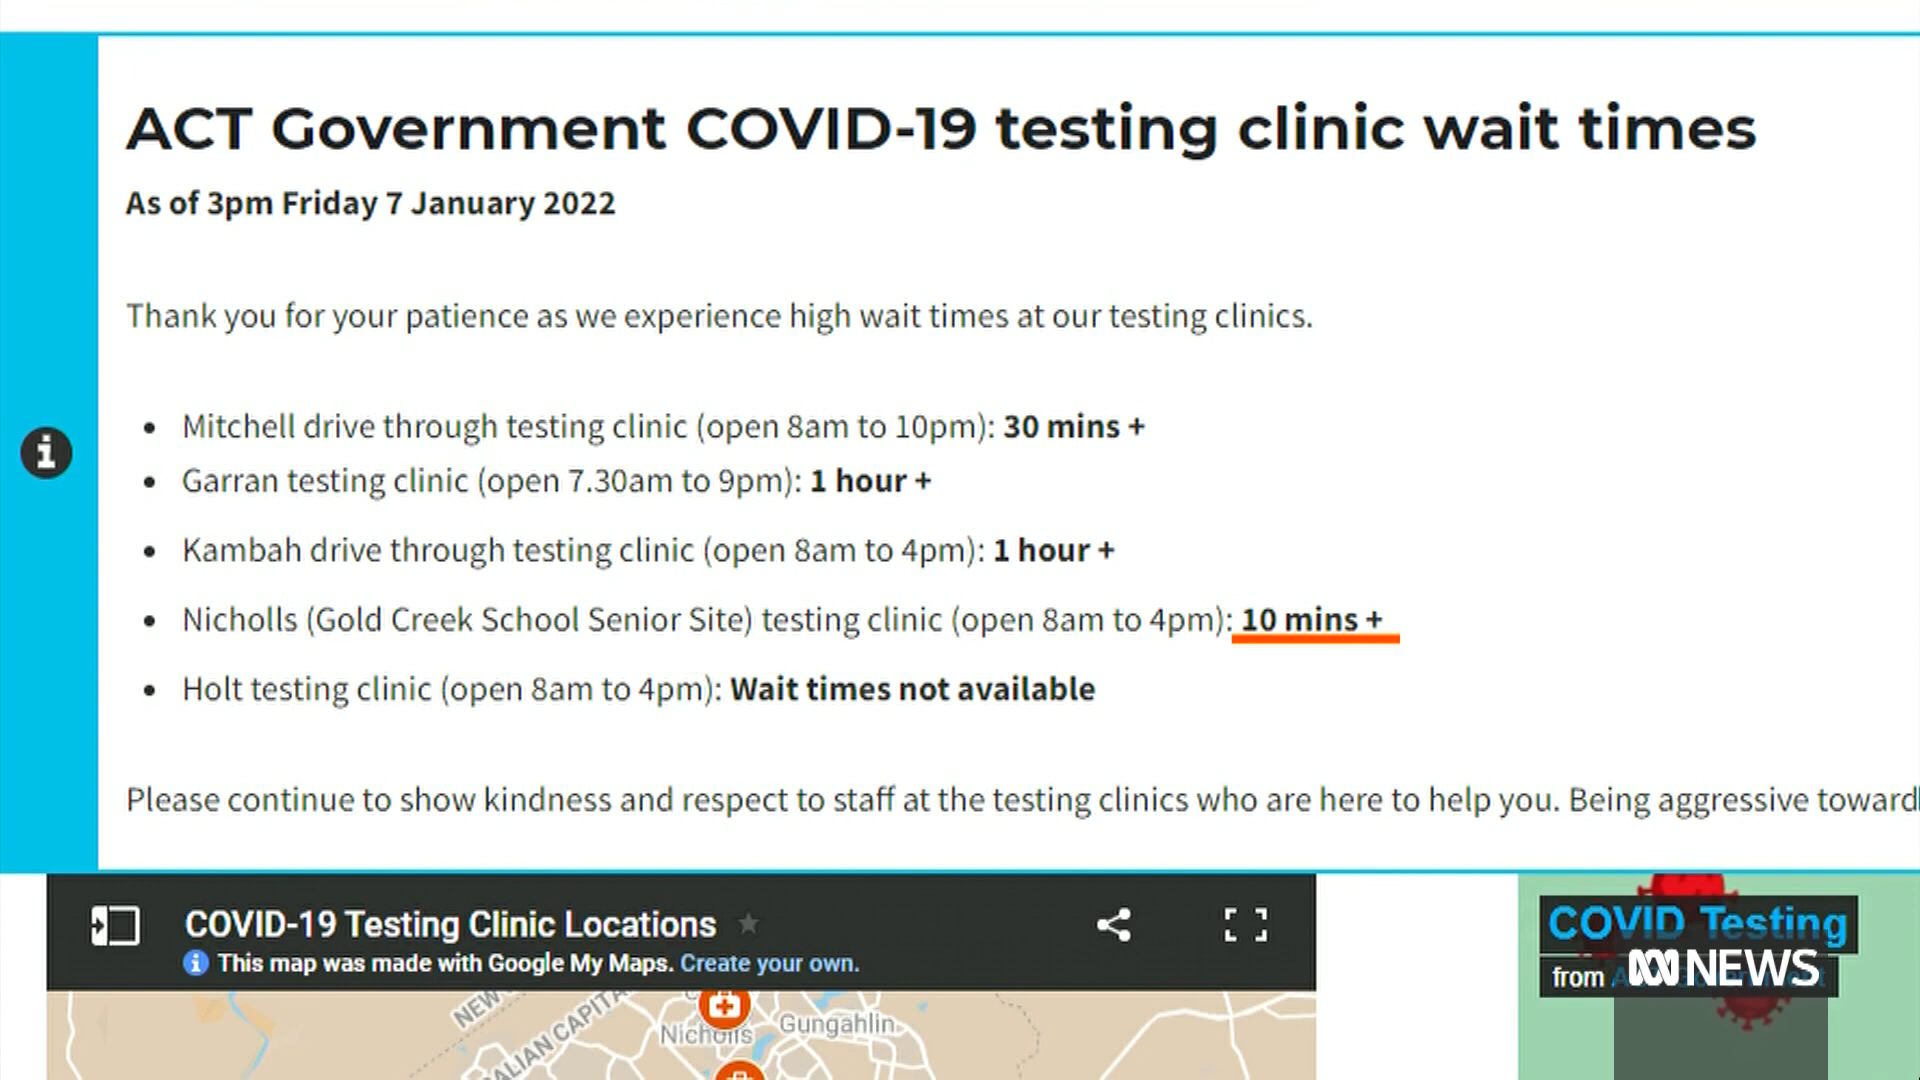 ACT Government COVID-19 testing clinic wait times
As of 3pm Friday 7 January 2022
Thank you for your patience as we experience high wait times at our testing clinics.
• Mitchell drive through testing clinic (open 8am to 10pm): 30 mins +
• Garran testing clinic (open 7.30am to 9pm): 1 hour +
• Kambah drive through testing clinic (open 8am to 4pm): 1 hour +
• Nicholls (Gold Creek School Senior Site) testing clinic (open 8am to 4pm): 10 mins +
• Holt testing clinic (open 8am to 4pm): Wait times not available
Please continue to show kindness and respect to staff at the testing clinics who are here to help you. Being aggressive toward
COVID-19 Testing Clinic Locations
This map was made with Google My Maps. Create your own.
COVID Testing
from
NEWS
NEW
ALIAN CAPITA
Nicholls
Gungahlin